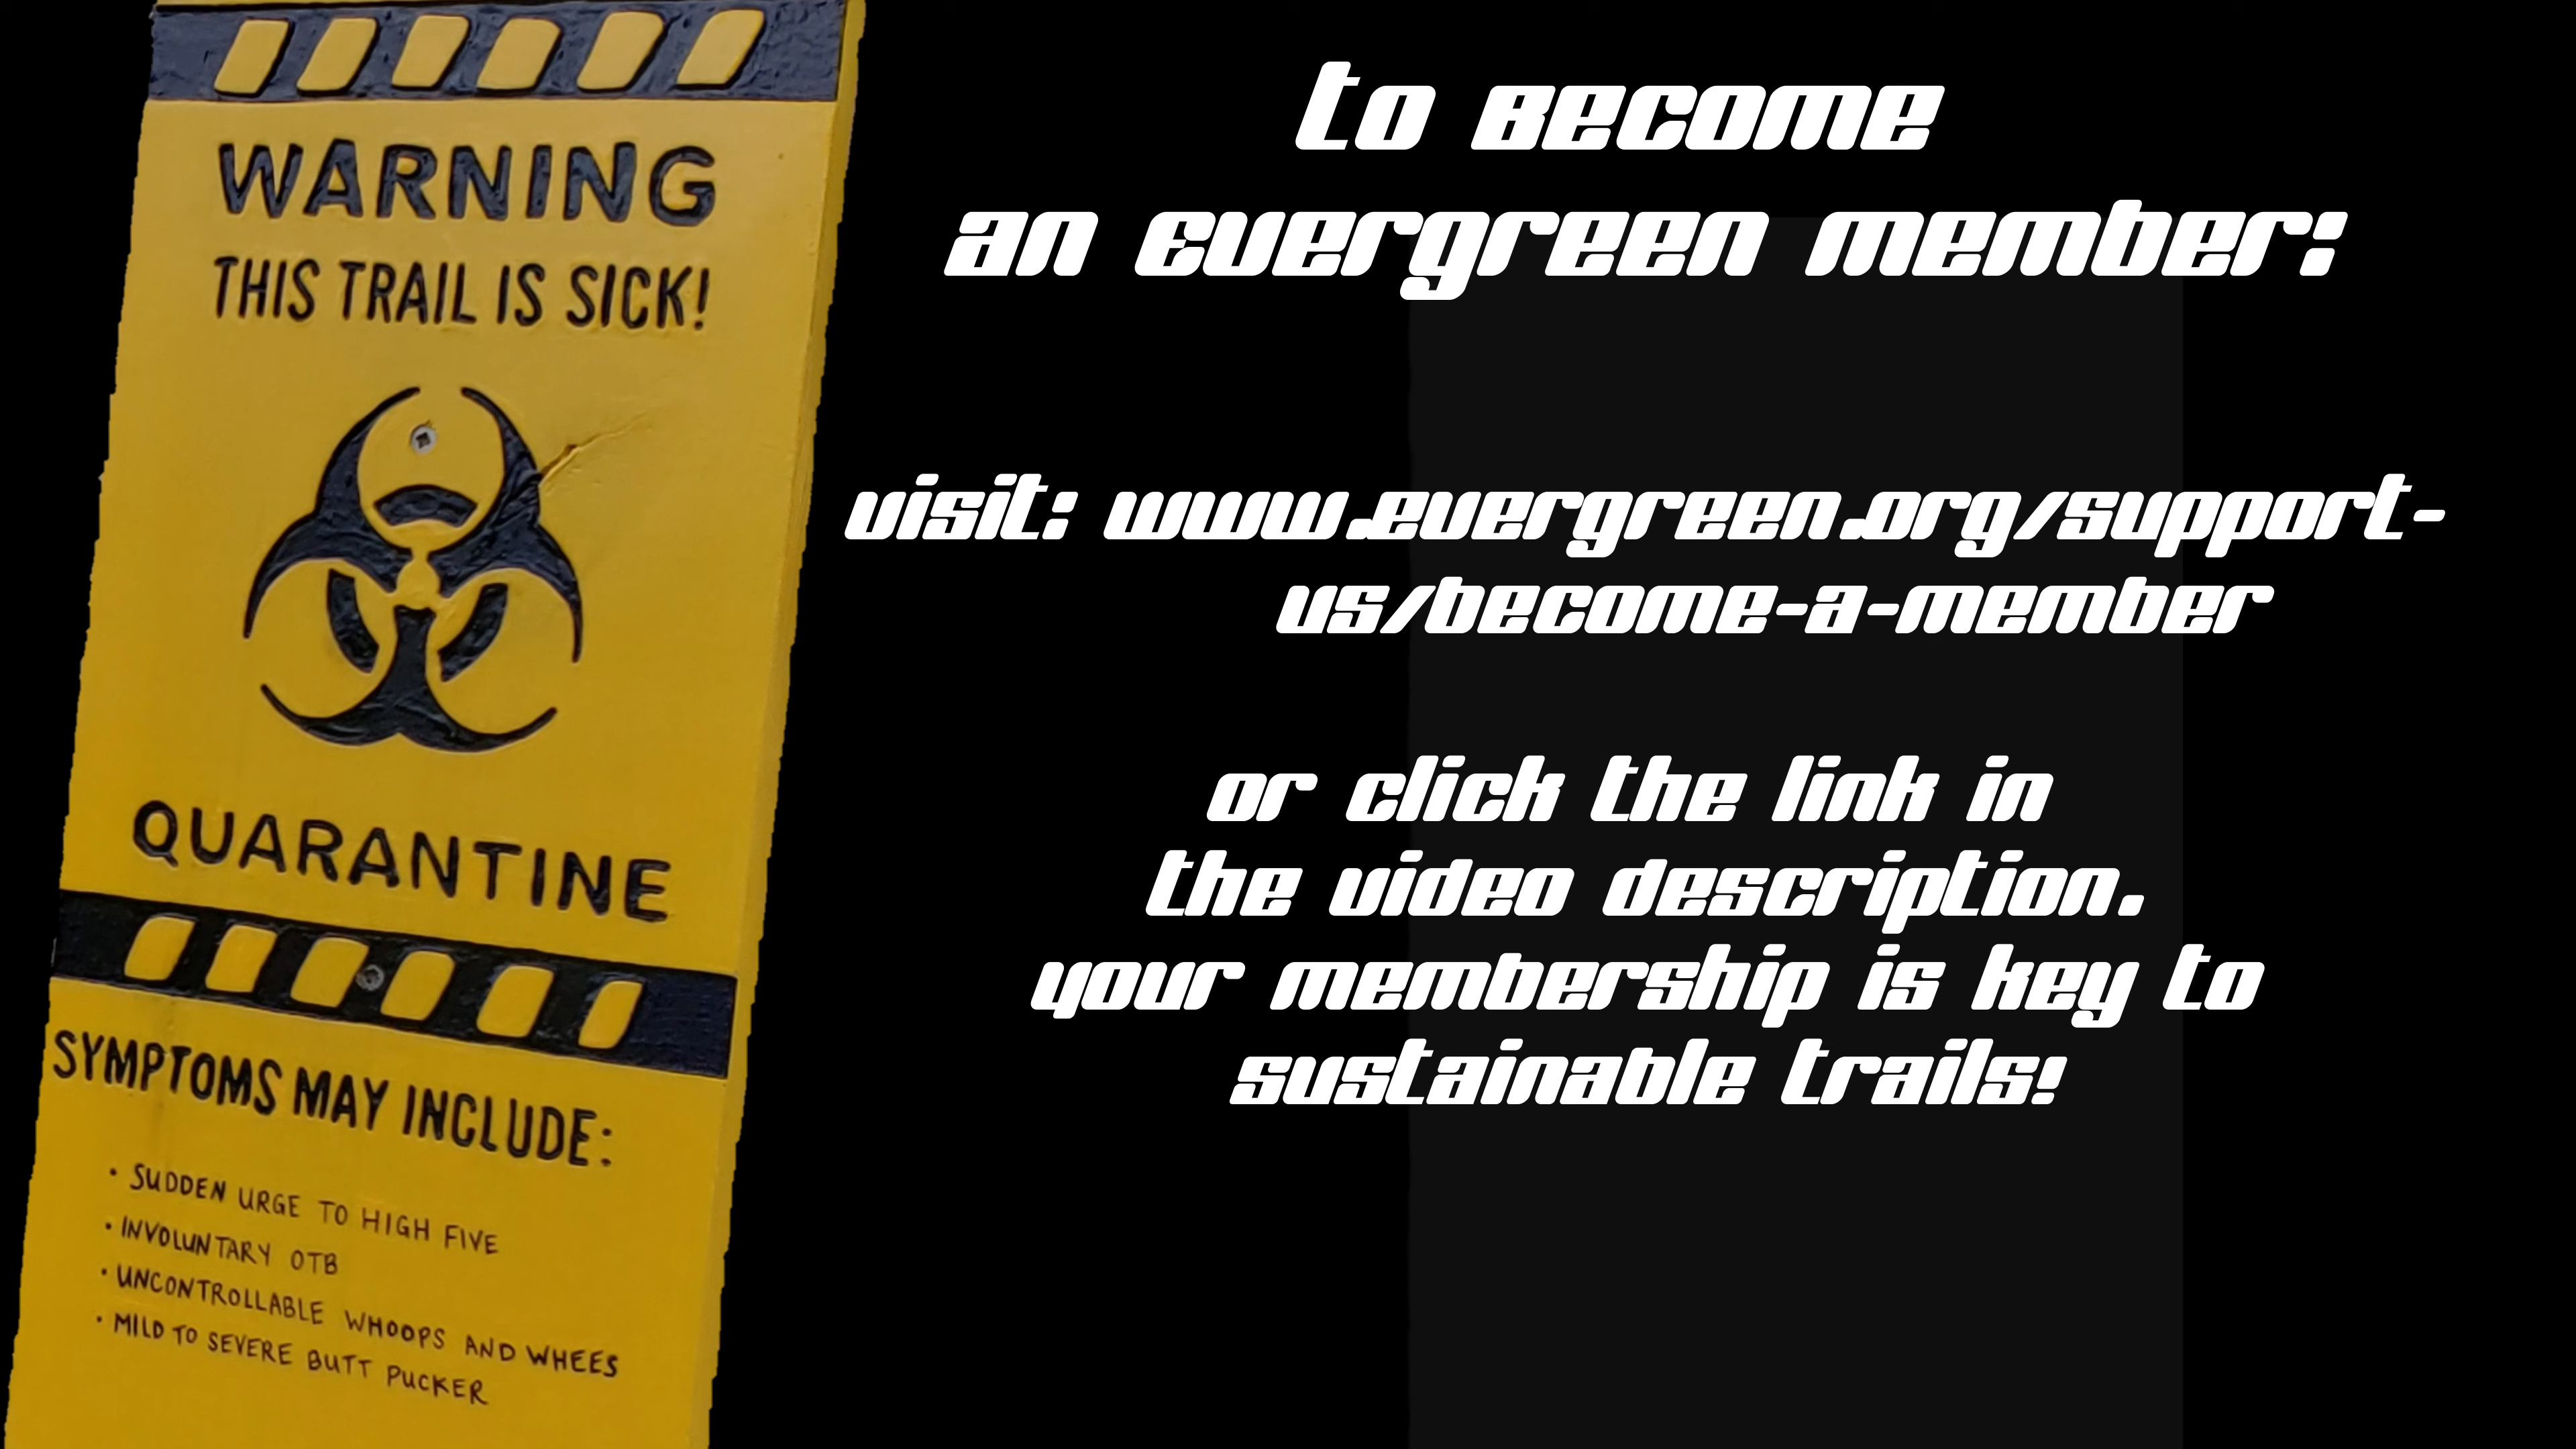 WARNING
THIS TRAIL IS SICK!
QUARANTINE
SYMPTOMS MAY INCLUDE:
• SUDDEN URGE TO HIGH FIVE
• INVOLUNTARY OTB
• UNCONTROLLABLE WHOOPS AND WHEES
• MILD TO SEVERE BUTT PUCKER
to Become
an Evergreen member:
visit: www.evergreen.org/support-
us/become-a-member
or click the link in
the video description.
your membership is key to
sustainable trails!